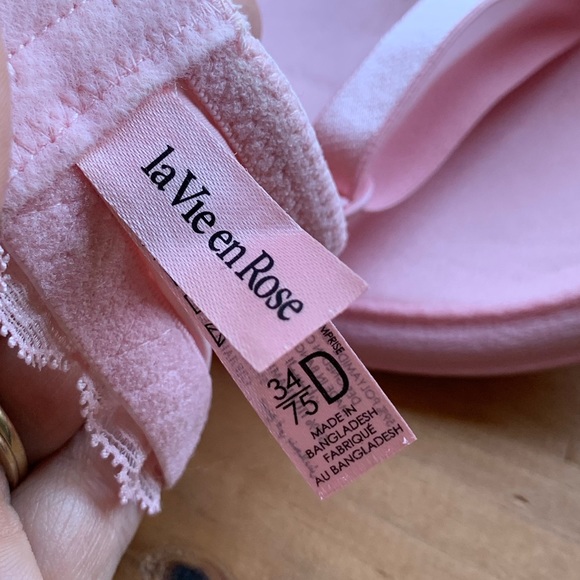 la Vie en Rose
34
75
D
MADE IN
BANGLADESH
FABRIQUÉ
AU BANGLADESH